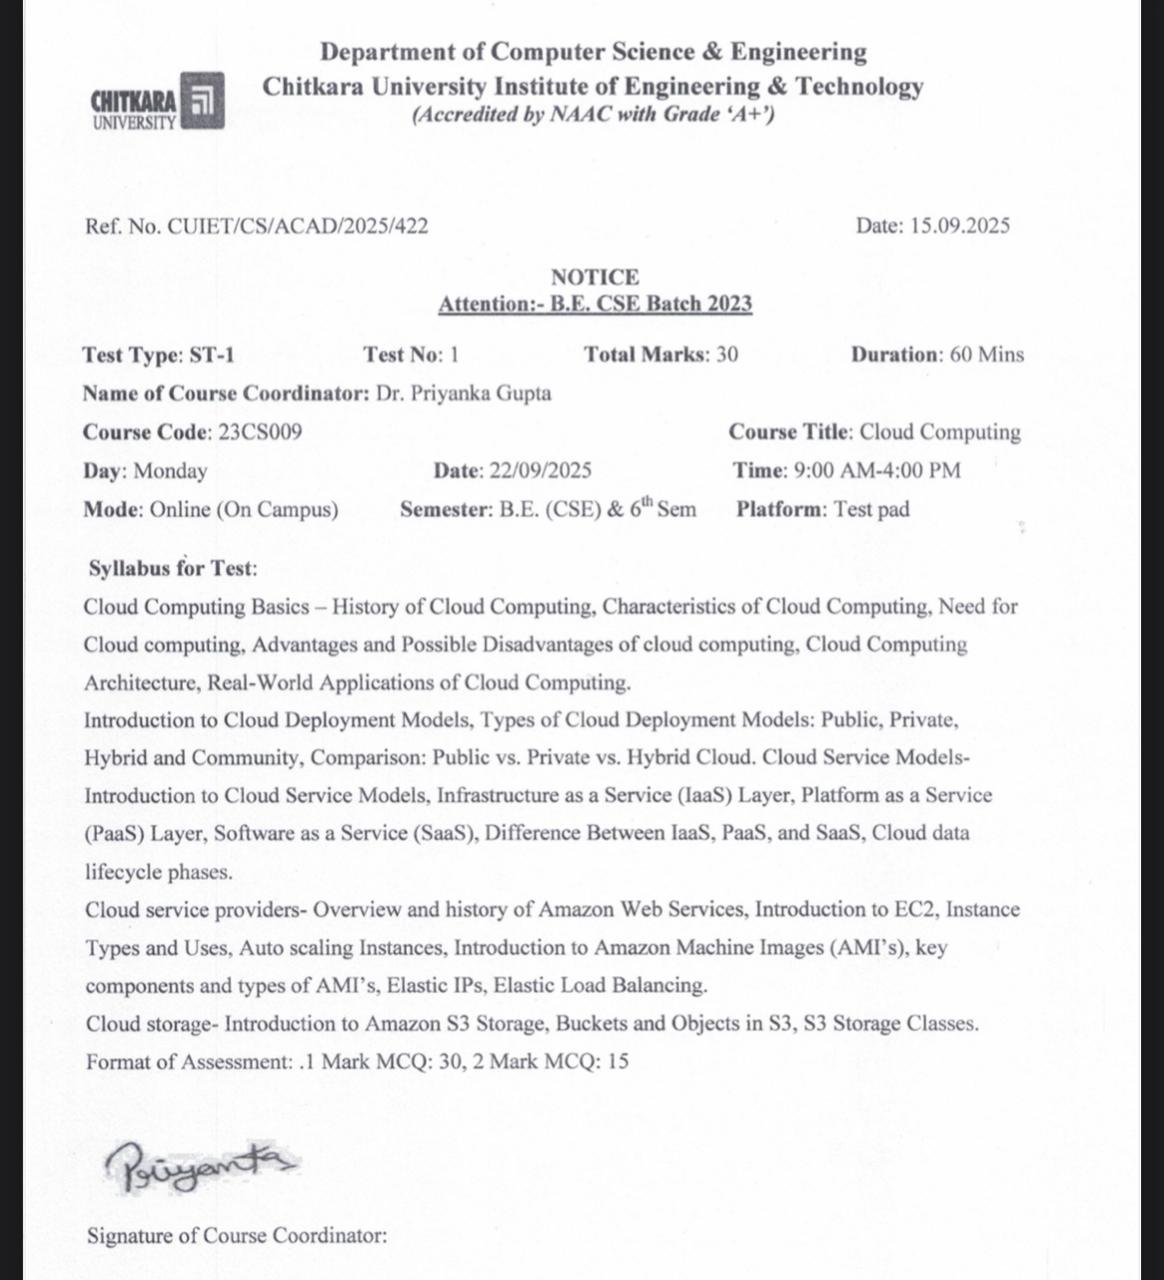 Department of Computer Science & Engineering
Chitkara University Institute of Engineering & Technology
(Accredited by NAAC with Grade ‘A+’)
CHITKARA
UNIVERSITY
Ref. No. CUIET/CS/ACAD/2025/422 Date: 15.09.2025
NOTICE
Attention:- B.E. CSE Batch 2023
Test Type: ST-1 Test No: 1 Total Marks: 30 Duration: 60 Mins
Name of Course Coordinator: Dr. Priyanka Gupta
Course Code: 23CS009 Course Title: Cloud Computing
Day: Monday Date: 22/09/2025 Time: 9:00 AM-4:00 PM
Mode: Online (On Campus) Semester: B.E. (CSE) & 6th Sem Platform: Test pad
Syllabus for Test:
Cloud Computing Basics – History of Cloud Computing, Characteristics of Cloud Computing, Need for
Cloud computing, Advantages and Possible Disadvantages of cloud computing, Cloud Computing
Architecture, Real-World Applications of Cloud Computing.
Introduction to Cloud Deployment Models, Types of Cloud Deployment Models: Public, Private,
Hybrid and Community, Comparison: Public vs. Private vs. Hybrid Cloud. Cloud Service Models-
Introduction to Cloud Service Models, Infrastructure as a Service (IaaS) Layer, Platform as a Service
(PaaS) Layer, Software as a Service (SaaS), Difference Between IaaS, PaaS, and SaaS, Cloud data
lifecycle phases.
Cloud service providers- Overview and history of Amazon Web Services, Introduction to EC2, Instance
Types and Uses, Auto scaling Instances, Introduction to Amazon Machine Images (AMI’s), key
components and types of AMI’s, Elastic IPs, Elastic Load Balancing.
Cloud storage- Introduction to Amazon S3 Storage, Buckets and Objects in S3, S3 Storage Classes.
Format of Assessment: .1 Mark MCQ: 30, 2 Mark MCQ: 15
Priyanka
Signature of Course Coordinator: